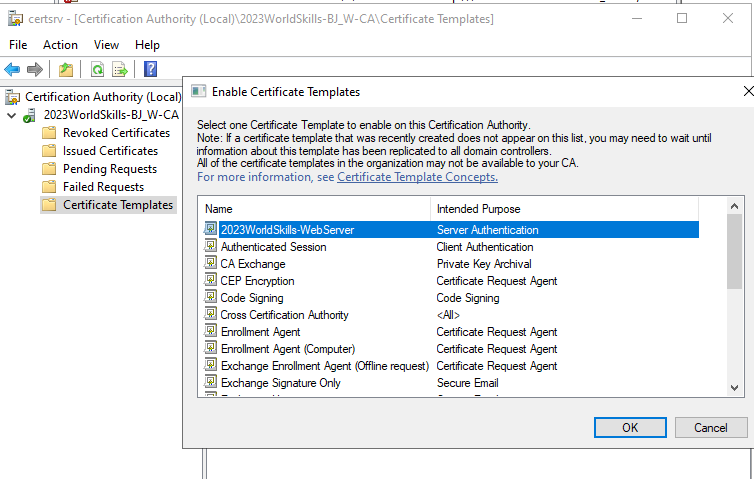 certsrv - [Certification Authority (Local)\2023WorldSkills-BJ_W-CA\Certificate Templates]
File Action View Help
Certification Authority (Local)
2023WorldSkills-BJ_W-CA
Revoked Certificates
Issued Certificates
Pending Requests
Failed Requests
Certificate Templates
Enable Certificate Templates
Select one Certificate Template to enable on this Certification Authority.
Note: If a certificate template that was recently created does not appear on this list, you may need to wait until
information about this template has been replicated to all domain controllers.
All of the certificate templates in the organization may not be available to your CA.
For more information, see Certificate Template Concepts.
Name Intended Purpose
2023WorldSkills-WebServer Server Authentication
Authenticated Session Client Authentication
CA Exchange Private Key Archival
CEP Encryption Certificate Request Agent
Code Signing Code Signing
Cross Certification Authority <All>
Enrollment Agent Certificate Request Agent
Enrollment Agent (Computer) Certificate Request Agent
Exchange Enrollment Agent (Offline request) Certificate Request Agent
Exchange Signature Only Secure Email
OK Cancel